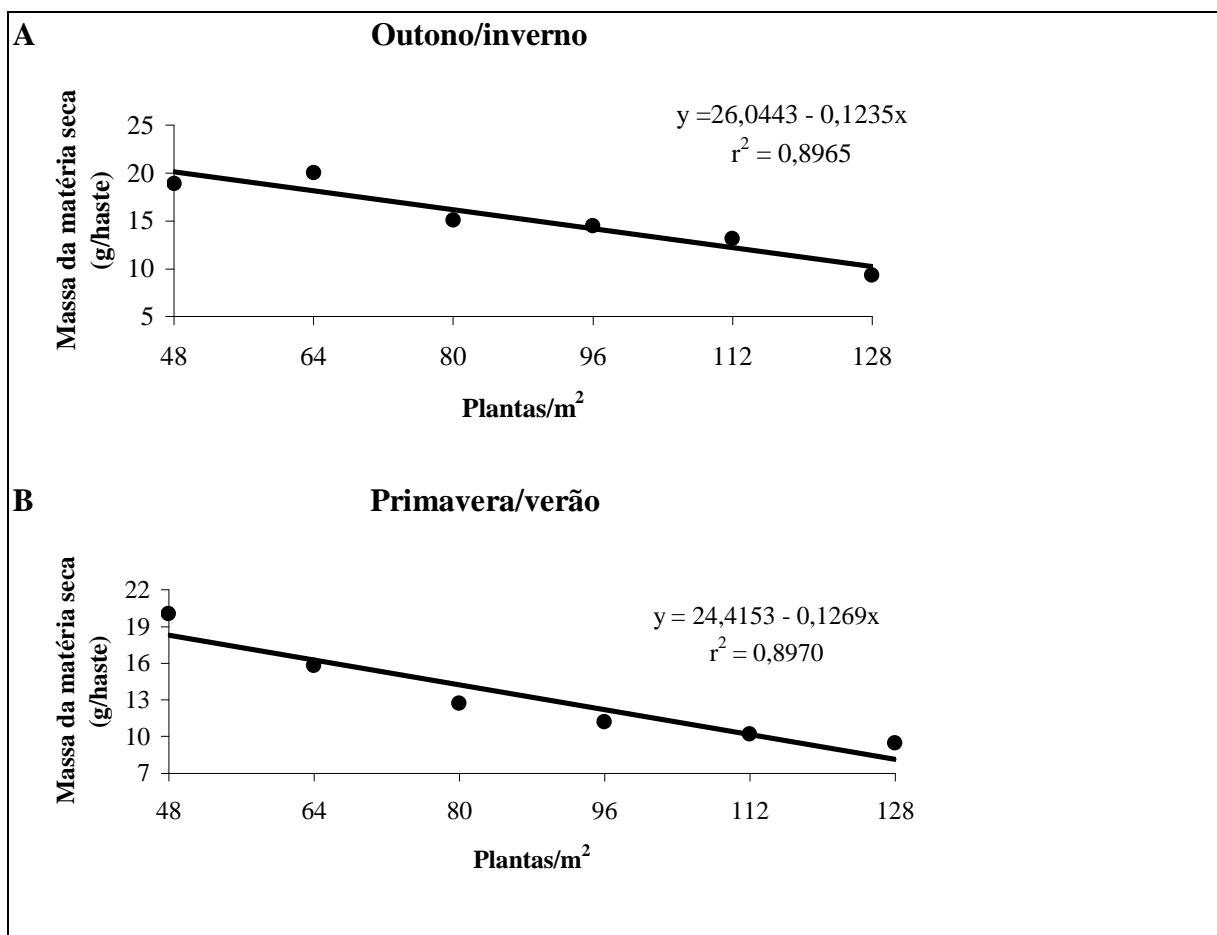 A
Outono/inverno
y =26,0443 - 0,1235x
r² = 0,8965
Massa da matéria seca
(g/haste)
25
20
15
10
5
48 64 80 96 112 128
Plantas/m²
B
Primavera/verão
y = 24,4153 - 0,1269x
r² = 0,8970
Massa da matéria seca
(g/haste)
22
19
16
13
10
7
48 64 80 96 112 128
Plantas/m²